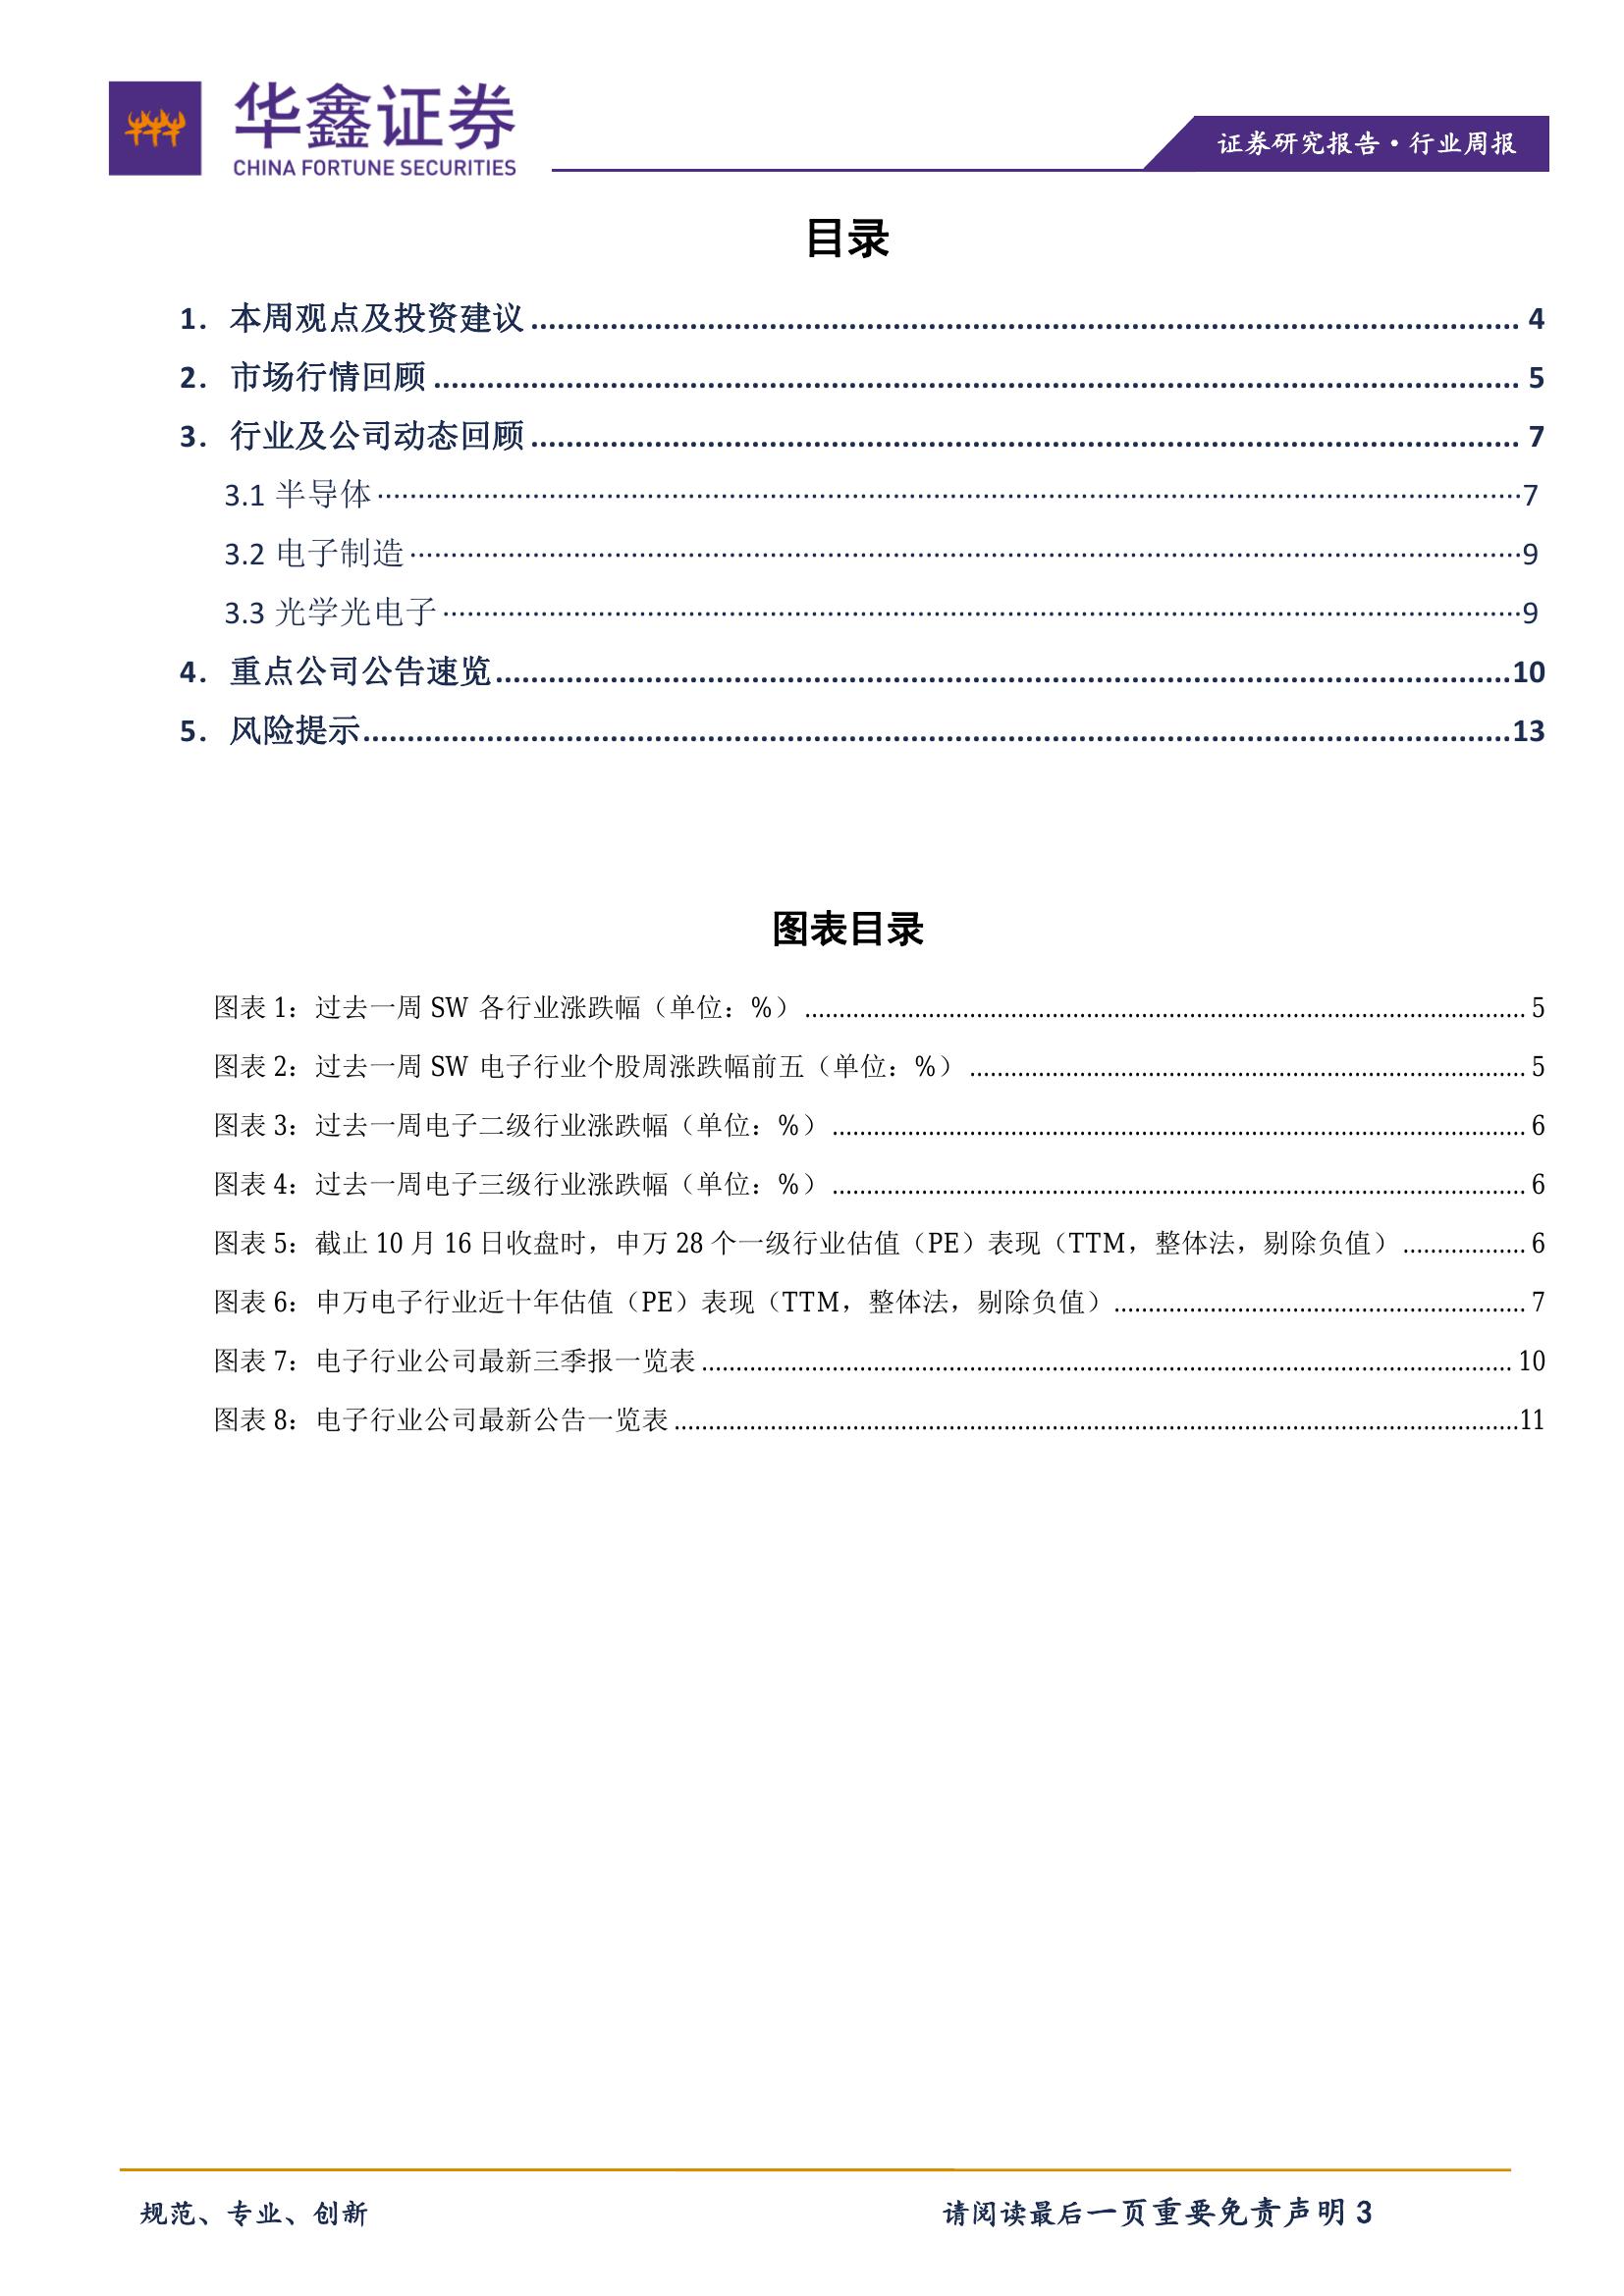 华鑫证券
CHINA FORTUNE SECURITIES
证券研究报告·行业周报
目录
1. 本周观点及投资建议 4
2. 市场行情回顾 5
3. 行业及公司动态回顾 7
3.1 半导体 7
3.2 电子制造 9
3.3 光学光电子 9
4. 重点公司公告速览 10
5. 风险提示 13
图表目录
图表 1：过去一周 SW 各行业涨跌幅（单位：%） 5
图表 2：过去一周 SW 电子行业个股周涨跌幅前五（单位：%） 5
图表 3：过去一周电子二级行业涨跌幅（单位：%） 6
图表 4：过去一周电子三级行业涨跌幅（单位：%） 6
图表 5：截止 10 月 16 日收盘时，申万 28 个一级行业估值（PE）表现（TTM，整体法，剔除负值） 6
图表 6：申万电子行业近十年估值（PE）表现（TTM，整体法，剔除负值） 7
图表 7：电子行业公司最新三季报一览表 10
图表 8：电子行业公司最新公告一览表 11
规范、专业、创新
请阅读最后一页重要免责声明 3